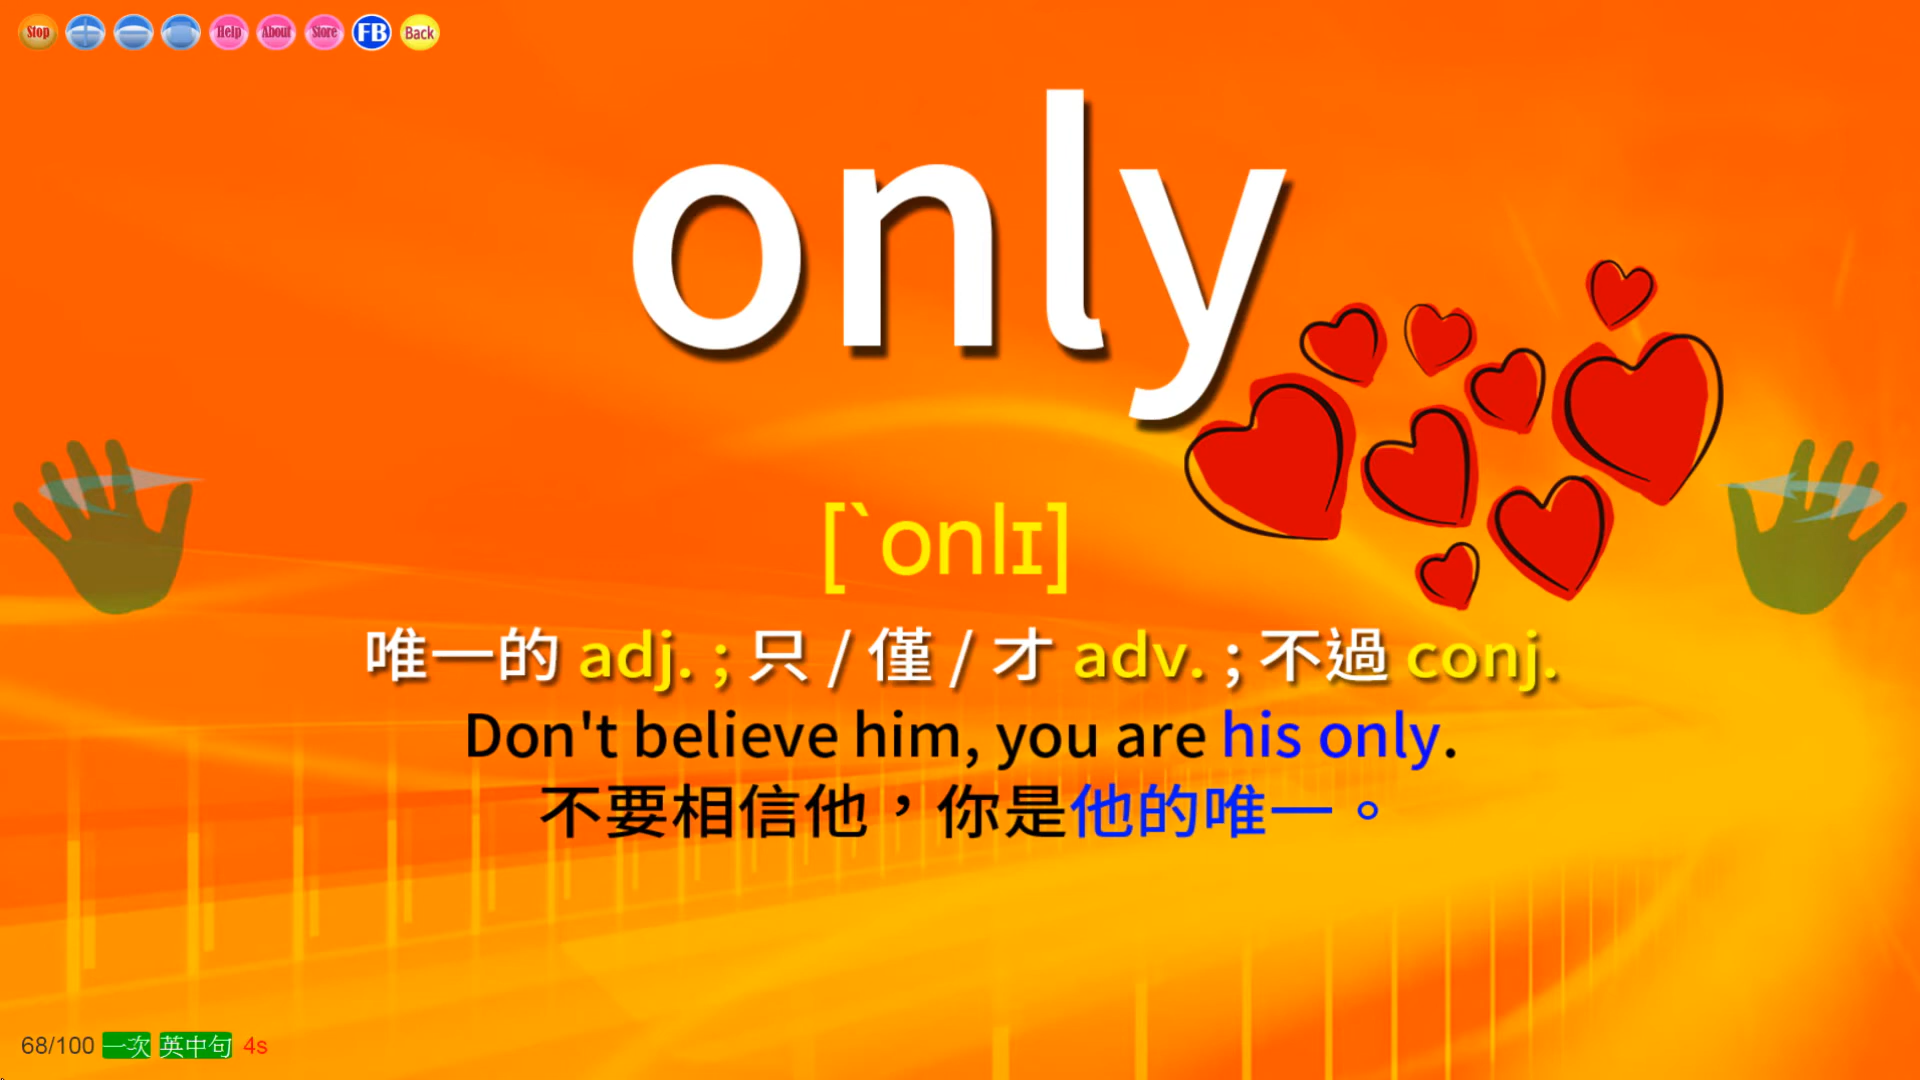 Stop Help About Store FB Back
only
[ˋonlɪ]
唯一的 adj. ; 只 / 僅 / 才 adv. ; 不過 conj.
Don't believe him, you are his only.
不要相信他，你是他的唯一。
68/100 一次 英中句 4s